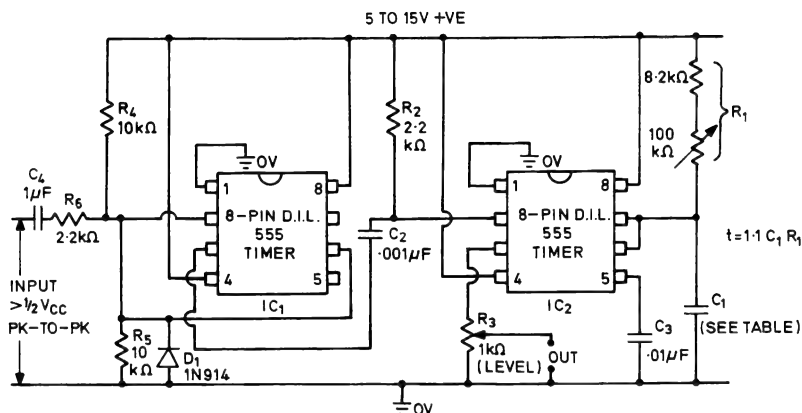 5 TO 15V +VE
R4
10kΩ
R2
2.2
kΩ
8.2kΩ
R1
100
kΩ
0V
0V
C4
1µF
R6
2.2kΩ
1
8
8-PIN D.I.L.
555
TIMER
4
5
IC1
C2
.001µF
1
8
8-PIN D.I.L.
555
TIMER
4
5
IC2
t=1.1 C1 R1
INPUT
>½VCC
PK-TO-PK
R5
10
kΩ
D1
1N914
R3
1kΩ
(LEVEL)
OUT
C3
.01µF
C1
(SEE TABLE)
0V